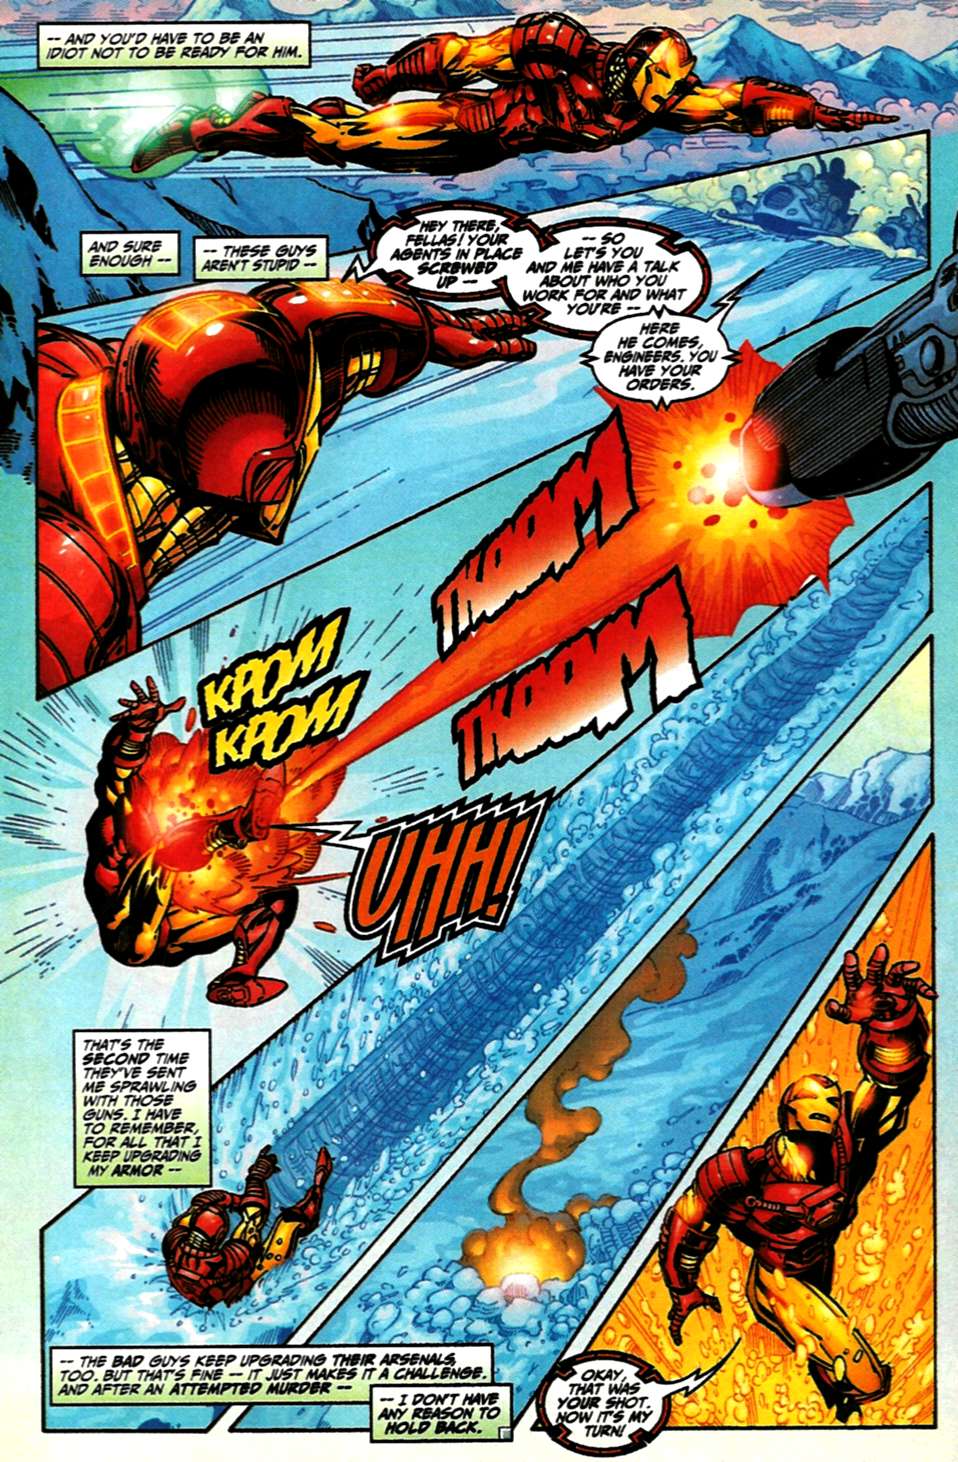 -- AND YOU'D HAVE TO BE AN
IDIOT NOT TO BE READY FOR HIM.
AND SURE
ENOUGH --
-- THESE GUYS
AREN'T STUPID --
HEY THERE,
FELLAS! YOUR
AGENTS IN PLACE
SCREWED
UP --
-- SO
LET'S YOU
AND ME HAVE A TALK
ABOUT WHO YOU
WORK FOR AND WHAT
YOU'RE --
HERE
HE COMES,
ENGINEERS. YOU
HAVE YOUR
ORDERS.
TKOOM
TKOOM
KPOM
KPOM
UHH!
THAT'S THE
SECOND TIME
THEY'VE SENT
ME SPRAWLING
WITH THOSE
GUNS. I HAVE
TO REMEMBER,
FOR ALL THAT I
KEEP UPGRADING
MY ARMOR --
-- THE BAD GUYS KEEP UPGRADING THEIR ARSENALS,
TOO. BUT THAT'S FINE -- IT JUST MAKES IT A CHALLENGE.
AND AFTER AN ATTEMPTED MURDER --
-- I DON'T HAVE
ANY REASON TO
HOLD BACK.
OKAY,
THAT WAS
YOUR SHOT.
NOW IT'S MY
TURN!